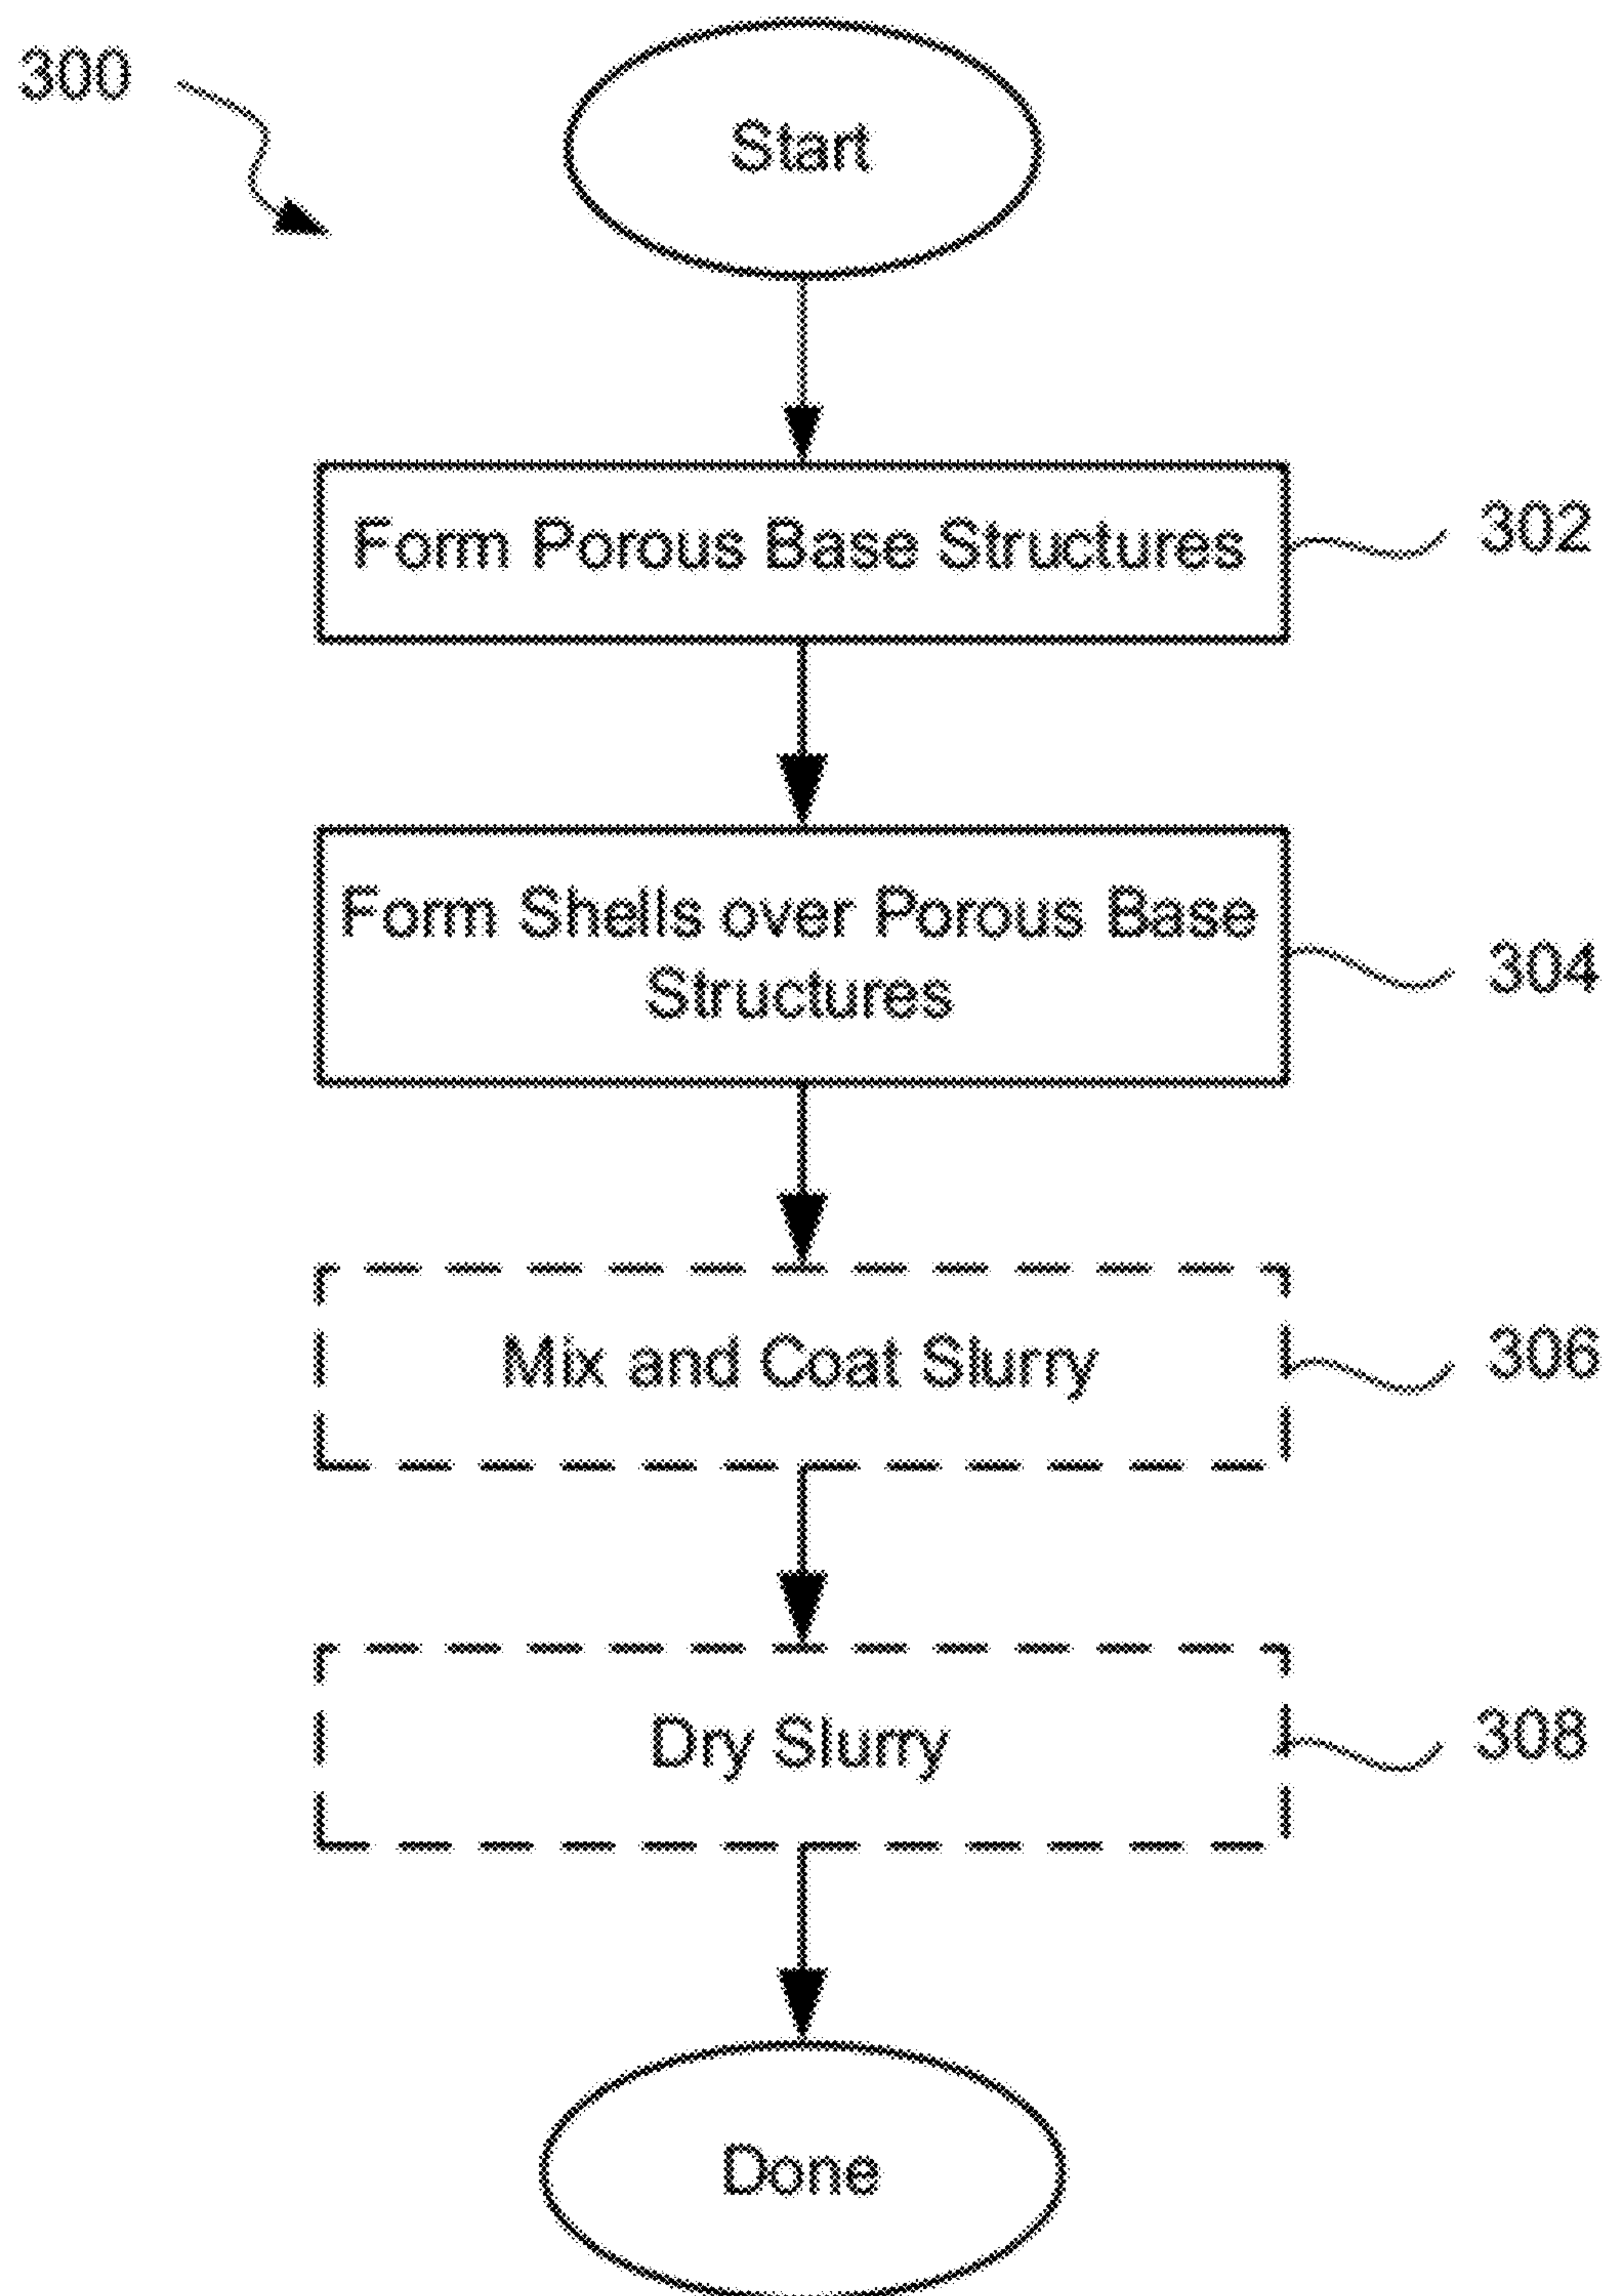 300
Start
Form Porous Base Structures
302
Form Shells over Porous Base
Structures
304
Mix and Coat Slurry
306
Dry Slurry
308
Done